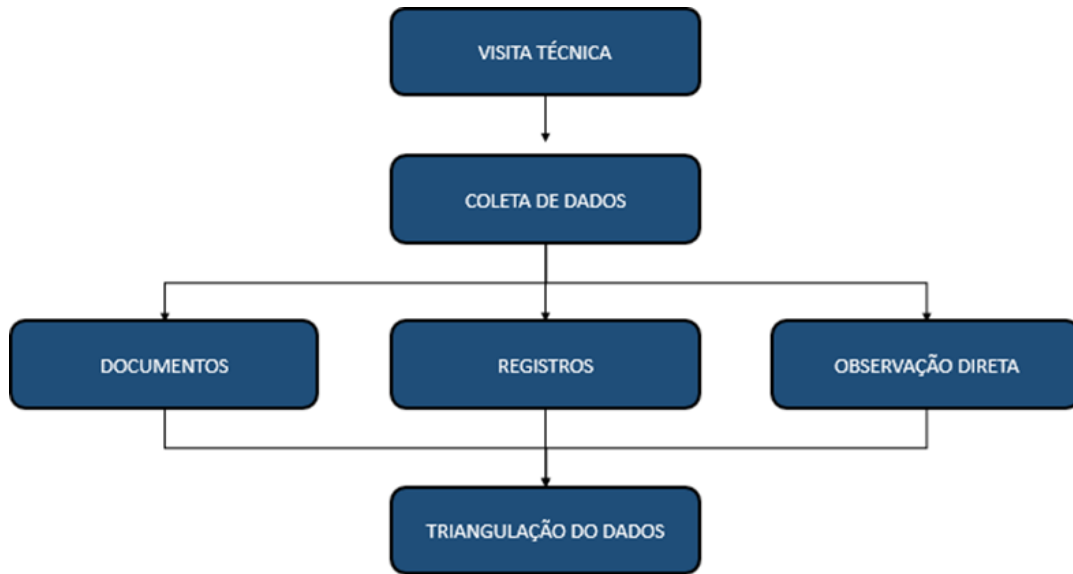 VISITA TÉCNICA
COLETA DE DADOS
DOCUMENTOS
REGISTROS
OBSERVAÇÃO DIRETA
TRIANGULAÇÃO DO DADOS